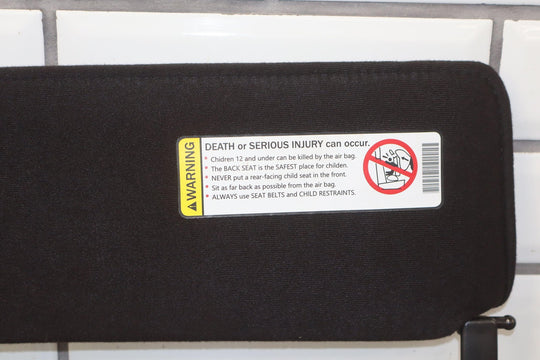 WARNING
DEATH or SERIOUS INJURY can occur.
• Chidren 12 and under can be killed by the air bag.
• The BACK SEAT is the SAFEST place for childen.
• NEVER put a rear-facing child seat in the front.
• Sit as far back as possible from the air bag.
• ALWAYS use SEAT BELTS and CHILD RESTRAINTS.